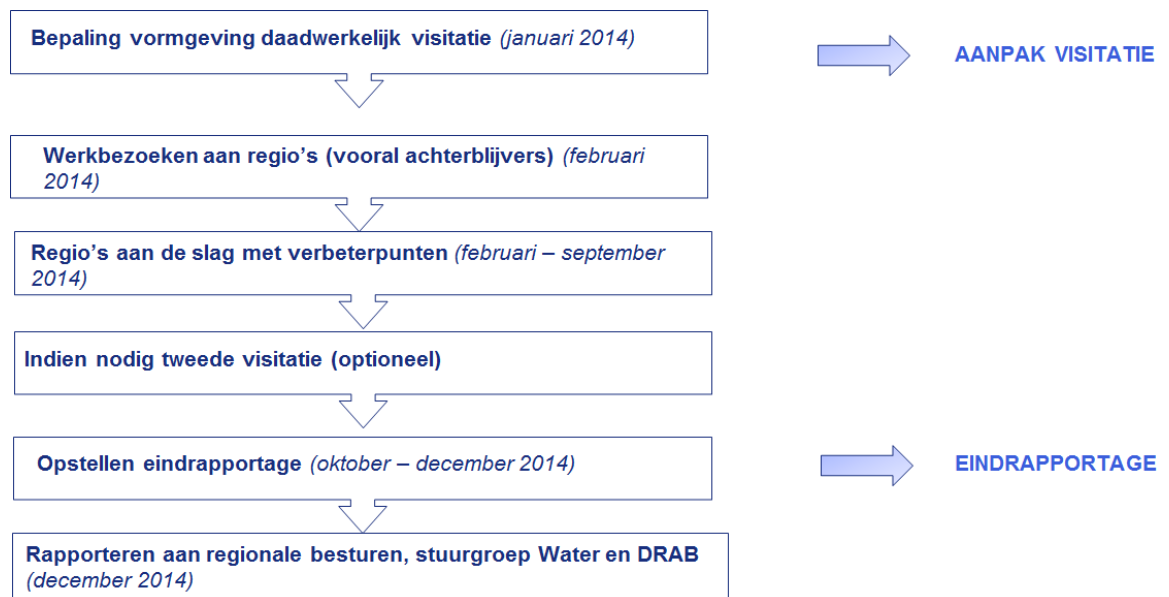 Bepaling vormgeving daadwerkelijk visitatie (januari 2014)
AANPAK VISITATIE
Werkbezoeken aan regio's (vooral achterblijvers) (februari
2014)
Regio's aan de slag met verbeterpunten (februari – september
2014)
Indien nodig tweede visitatie (optioneel)
Opstellen eindrapportage (oktober – december 2014)
EINDRAPPORTAGE
Rapporteren aan regionale besturen, stuurgroep Water en DRAB
(december 2014)